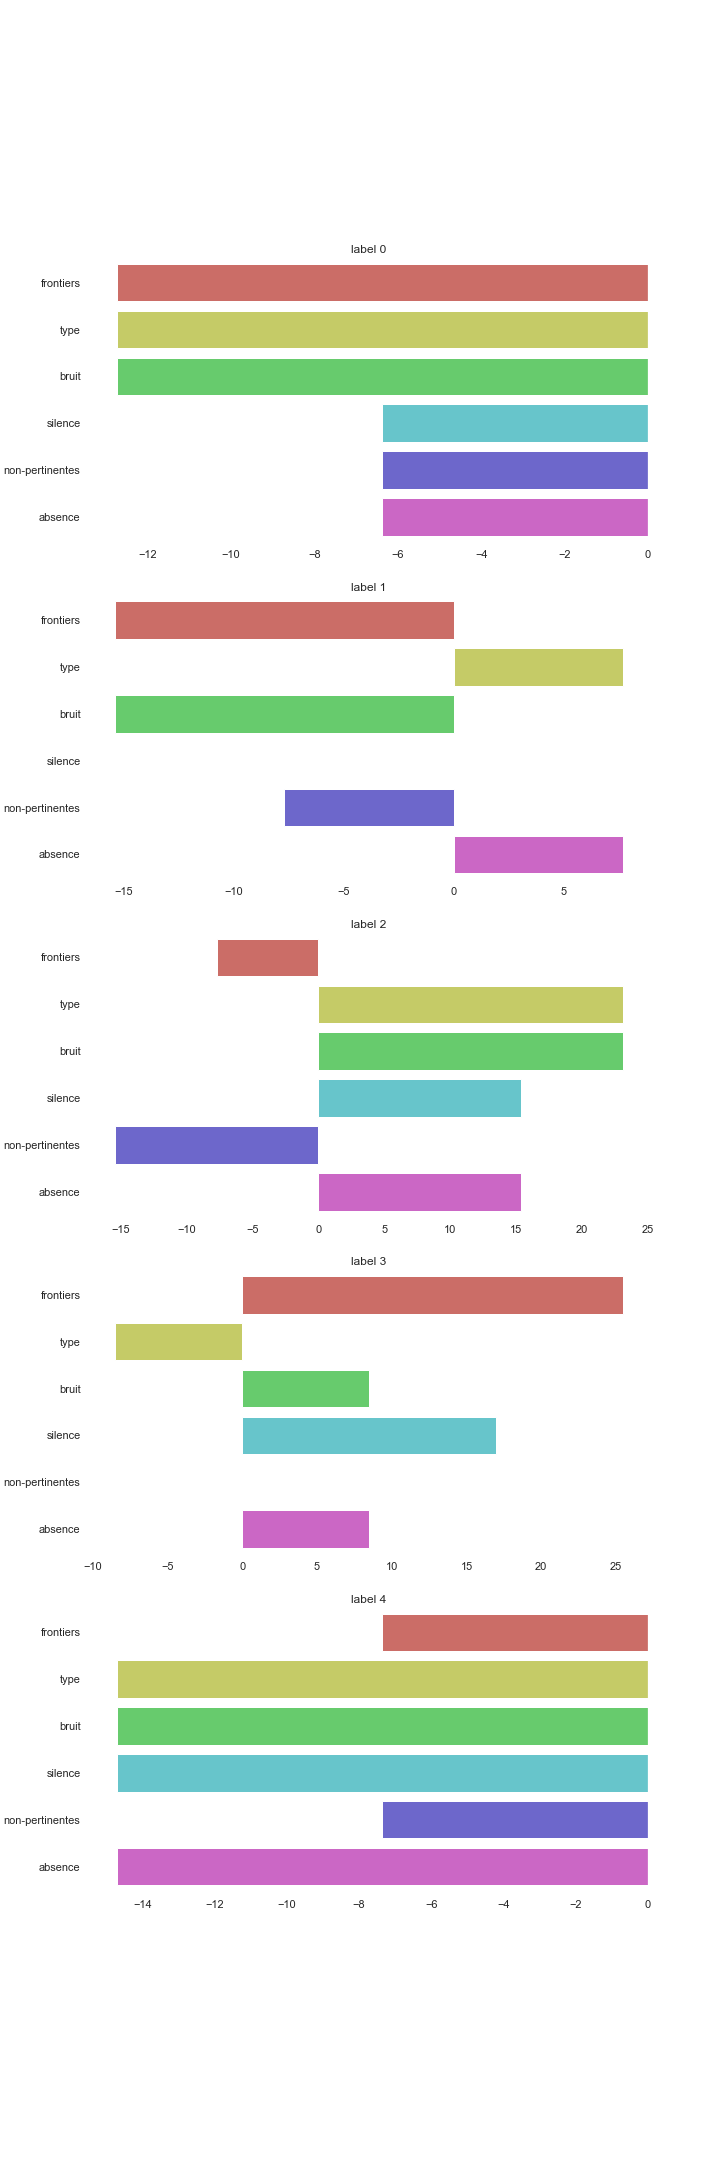 label 0
frontiers
type
bruit
silence
non-pertinentes
absence
−12 −10 −8 −6 −4 −2 0
label 1
frontiers
type
bruit
silence
non-pertinentes
absence
−15 −10 −5 0 5
label 2
frontiers
type
bruit
silence
non-pertinentes
absence
−15 −10 −5 0 5 10 15 20 25
label 3
frontiers
type
bruit
silence
non-pertinentes
absence
−10 −5 0 5 10 15 20 25
label 4
frontiers
type
bruit
silence
non-pertinentes
absence
−14 −12 −10 −8 −6 −4 −2 0